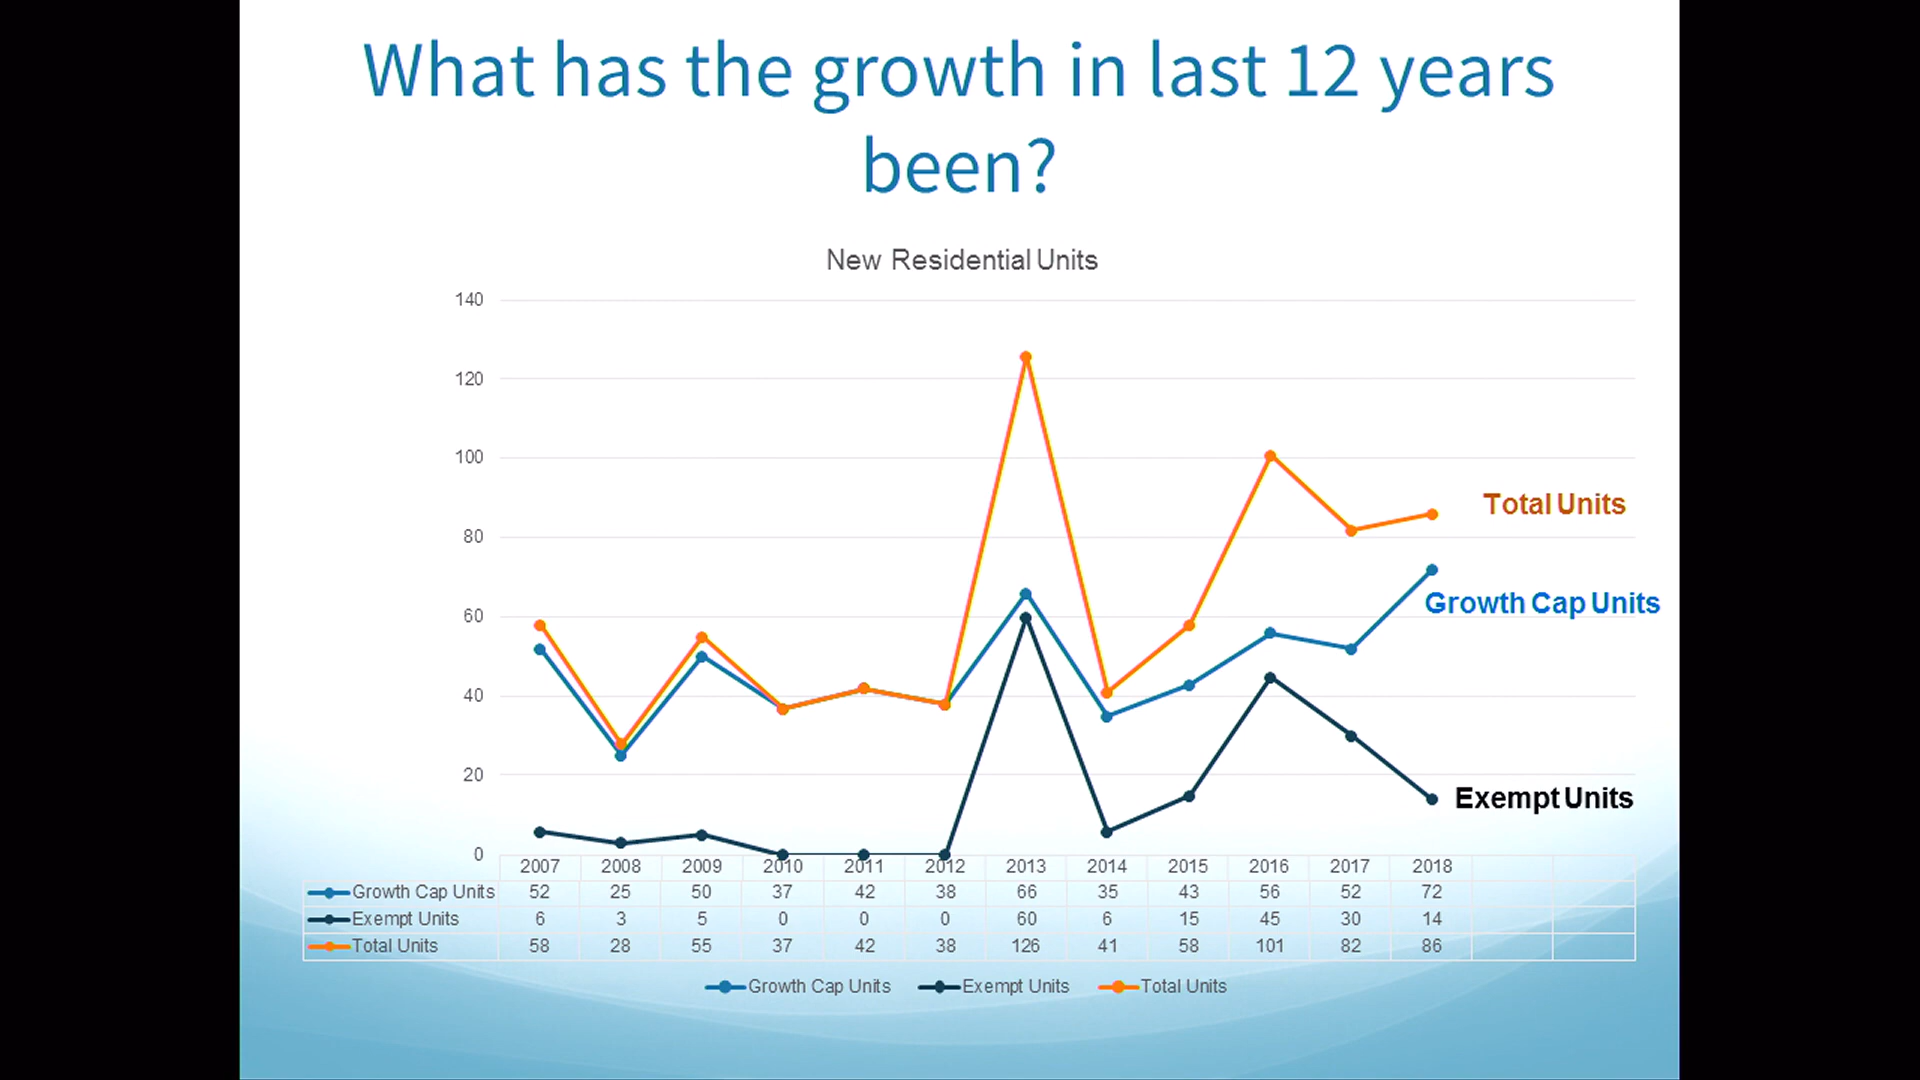 What has the growth in last 12 years
been?
New Residential Units
140
120
100
80
60
40
20
0
Total Units
Growth Cap Units
Exempt Units
2007 2008 2009 2010 2011 2012 2013 2014 2015 2016 2017 2018
Growth Cap Units 52 25 50 37 42 38 66 35 43 56 52 72
Exempt Units 6 3 5 0 0 0 60 6 15 45 30 14
Total Units 58 28 55 37 42 38 126 41 58 101 82 86
Growth Cap Units Exempt Units Total Units